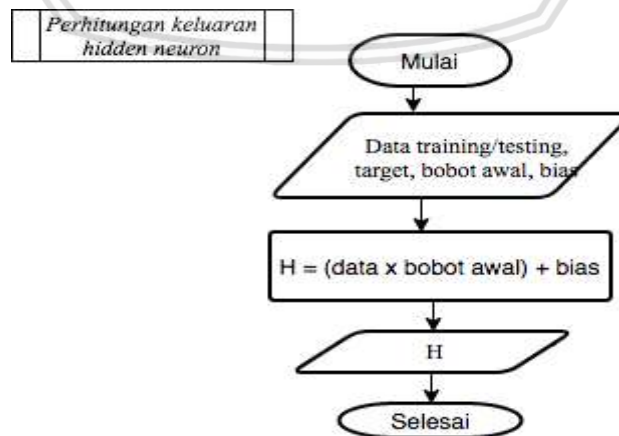 Perhitungan keluaran
hidden neuron
Mulai
Data training/testing,
target, bobot awal, bias
H = (data x bobot awal) + bias
H
Selesai